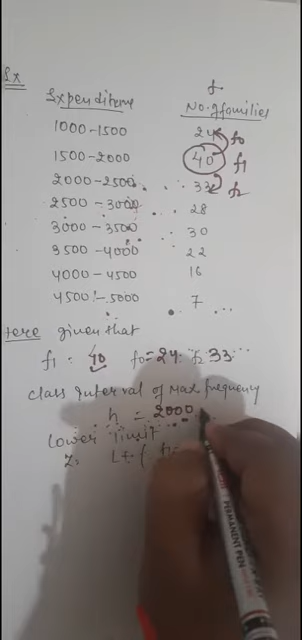 Ex
f
Expenditure No. of families
1000-1500 24 f0
1500-2000 40 f1
2000-2500 33 f2
2500-3000 28
3000-3500 30
3500-4000 22
4000-4500 16
4500-5000 7
Here given that
f1 = 40 f0=24 f2 33
class interval of max frequency
h = 2000
lower limit
Z = L+(
PERMANENT PEN